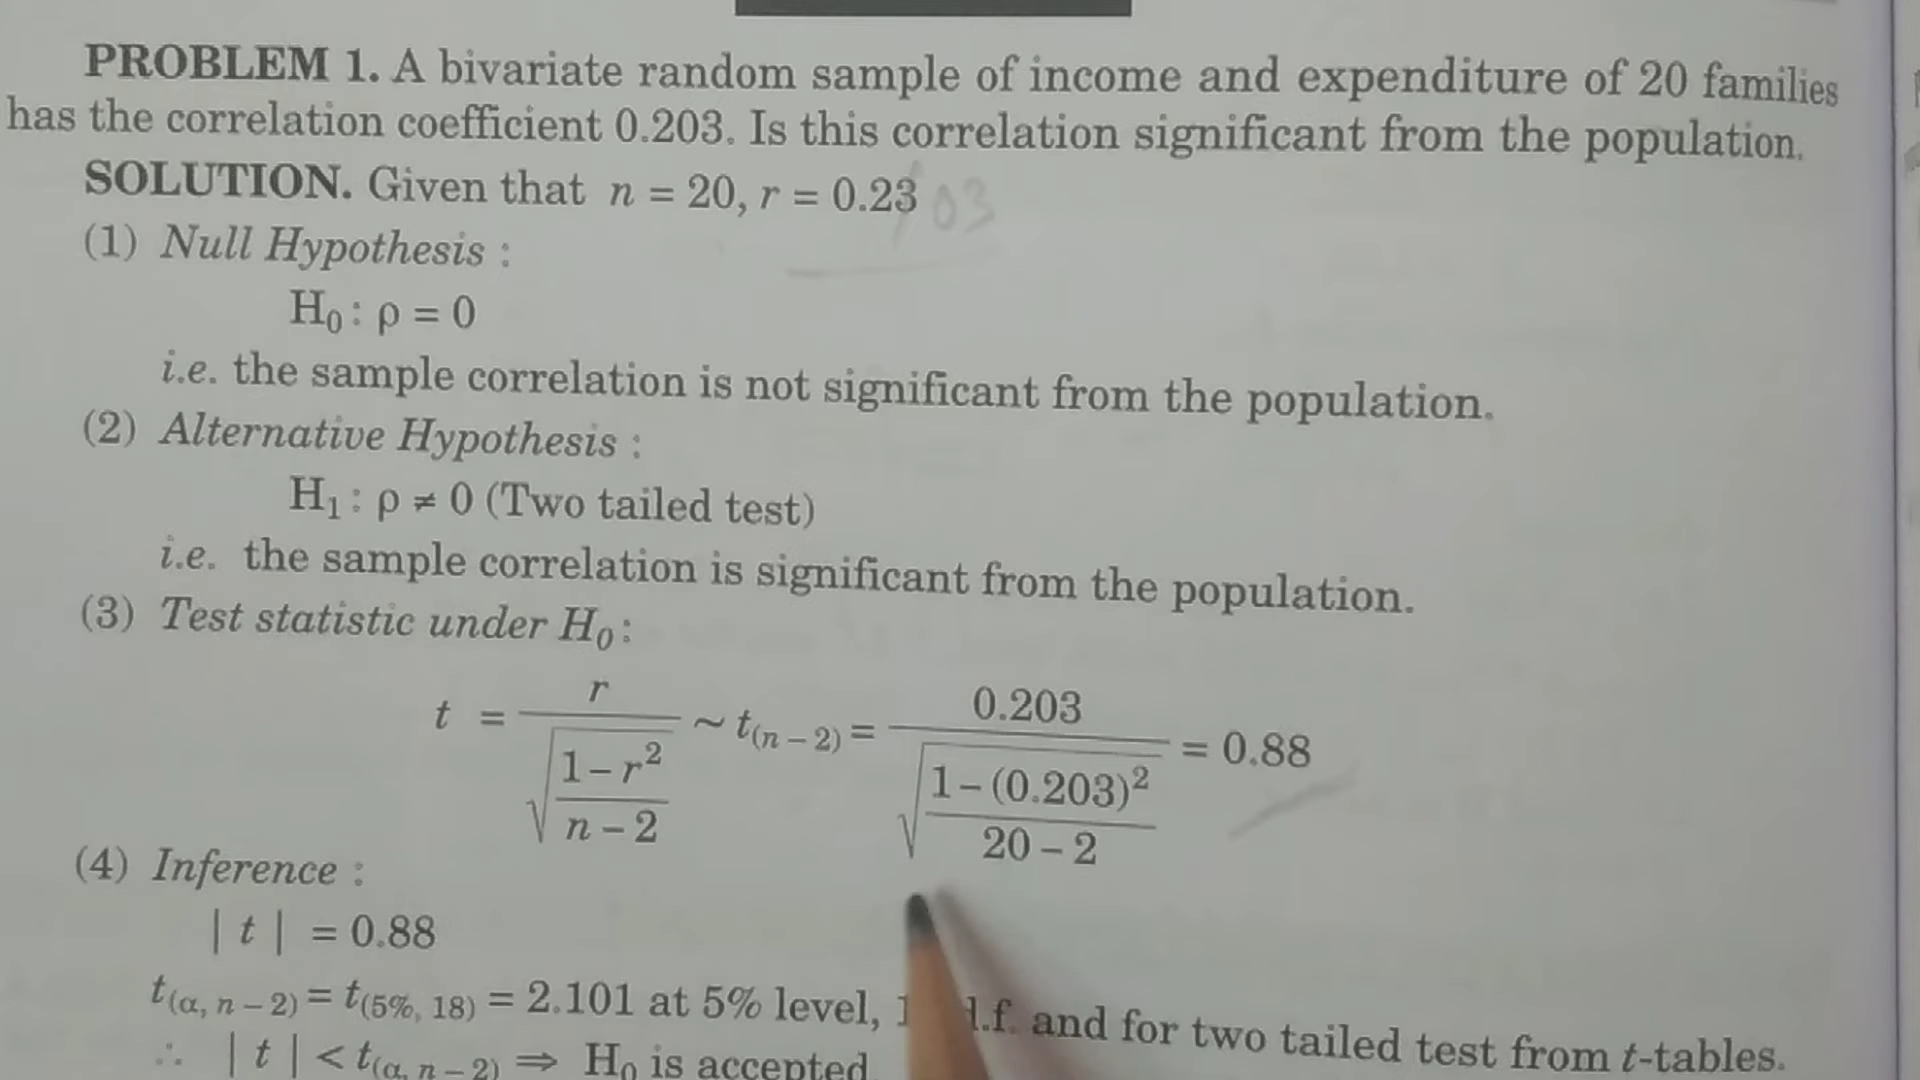 PROBLEM 1. A bivariate random sample of income and expenditure of 20 families
has the correlation coefficient 0.203. Is this correlation significant from the population.
SOLUTION. Given that n = 20, r = 0.23 03
(1) Null Hypothesis :
H₀ : ρ = 0
i.e. the sample correlation is not significant from the population.
(2) Alternative Hypothesis :
H₁ : ρ ≠ 0 (Two tailed test)
i.e. the sample correlation is significant from the population.
(3) Test statistic under H₀ :
t = r / √((1 – r²)/(n – 2)) ~ t₍ₙ ₋ ₂₎ = 0.203 / √((1 – (0.203)²)/(20 – 2)) = 0.88
(4) Inference :
| t | = 0.88
t(α, n – 2) = t(5%, 18) = 2.101 at 5% level, d.f. and for two tailed test from t-tables.
∴ | t | < t(α, n – 2) ⇒ H₀ is accepted